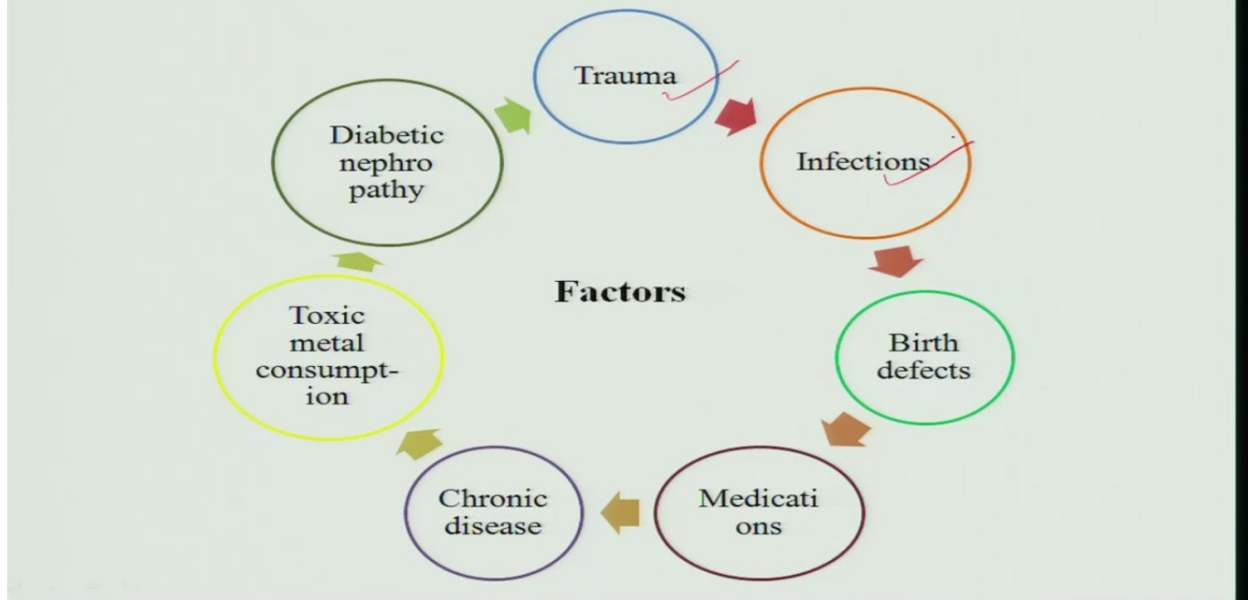 Trauma
Infections
Birth
defects
Medicati
ons
Chronic
disease
Toxic
metal
consumpt-
ion
Diabetic
nephro
pathy
Factors